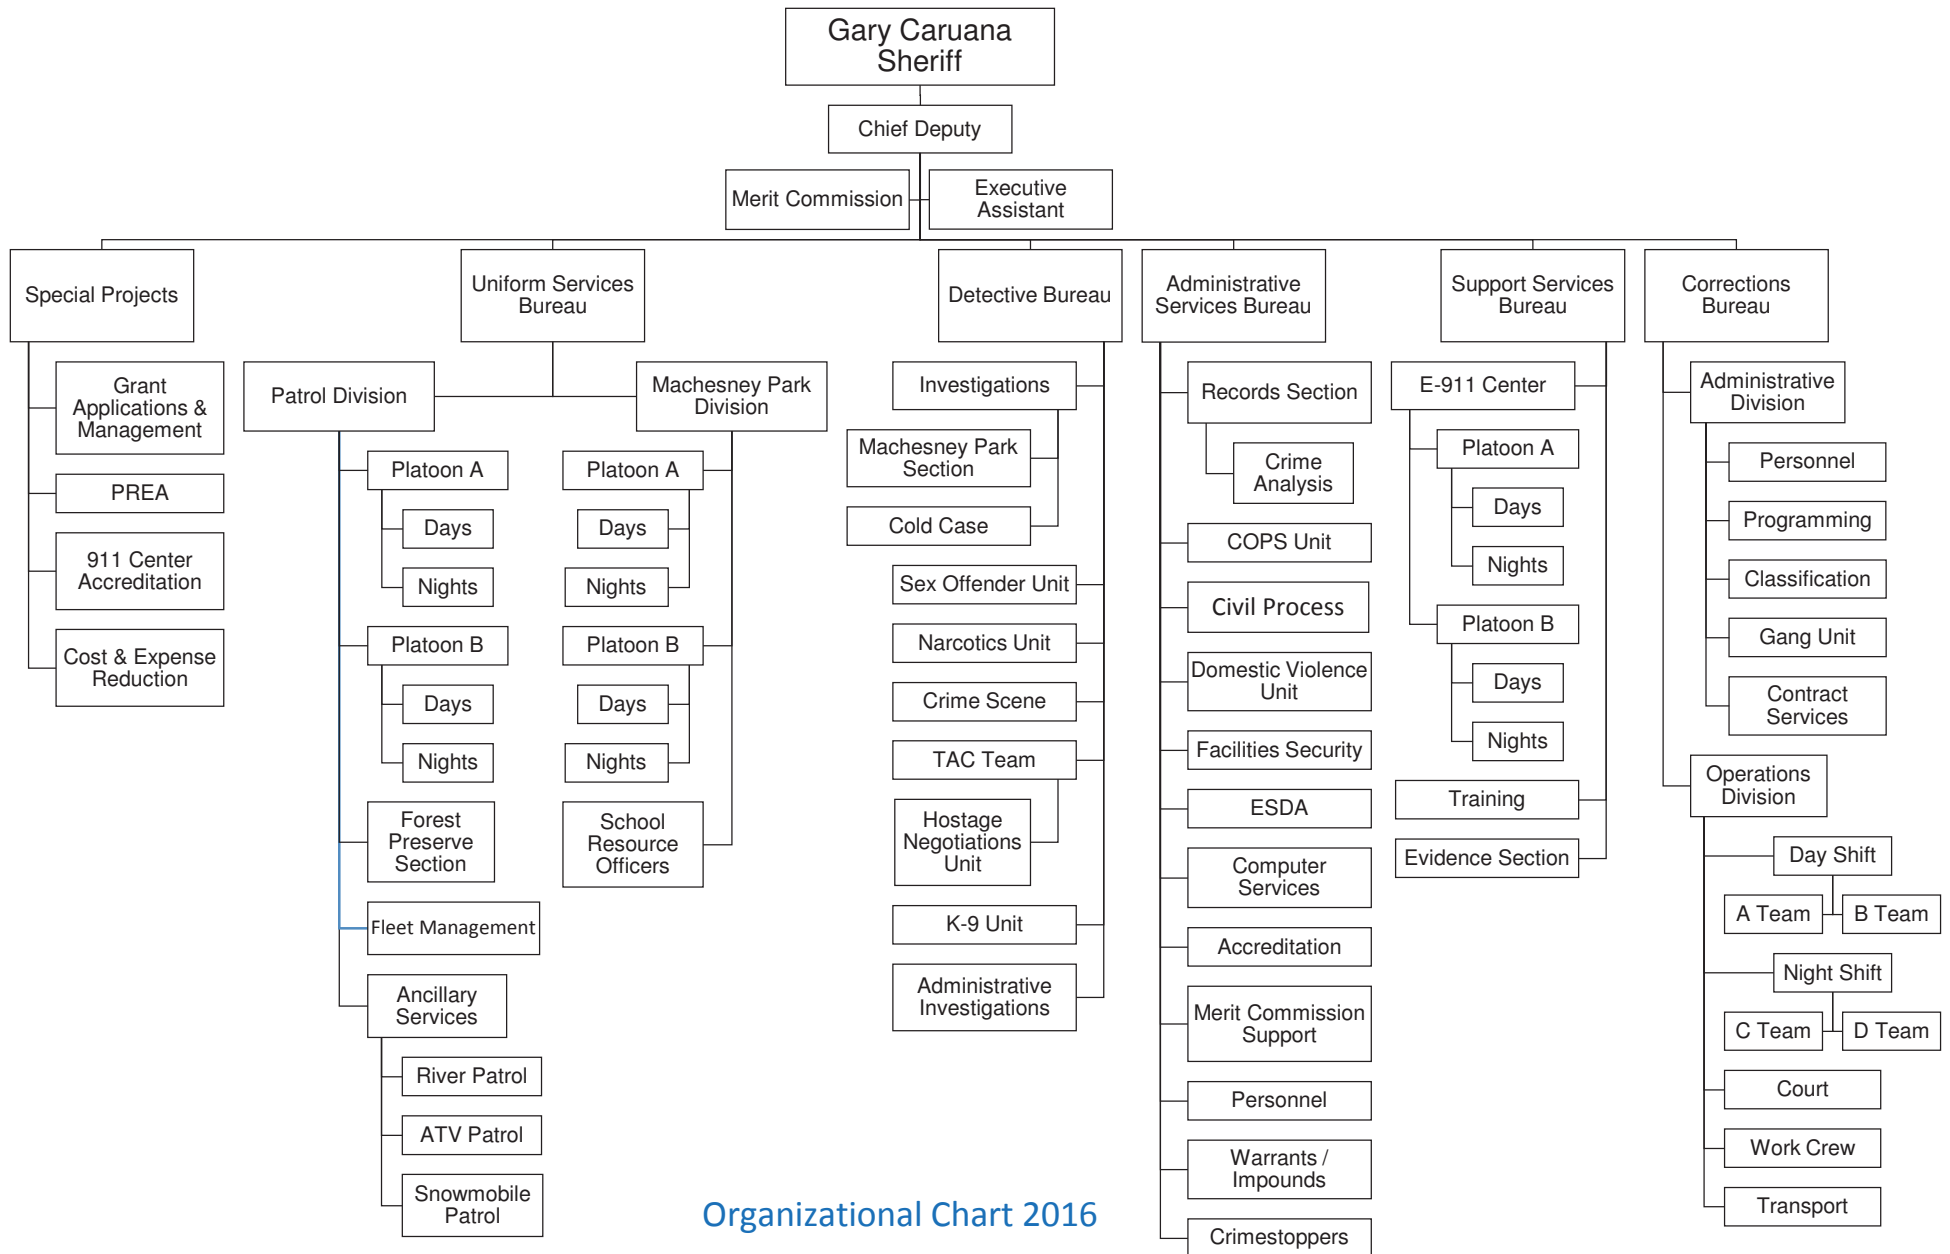 Gary Caruana
Sheriff
Chief Deputy
Merit Commission
Executive
Assistant
Special Projects
Grant
Applications &
Management
PREA
911 Center
Accreditation
Cost & Expense
Reduction
Uniform Services
Bureau
Patrol Division
Platoon A
Days
Nights
Platoon B
Days
Nights
Forest
Preserve
Section
Fleet Management
Ancillary
Services
River Patrol
ATV Patrol
Snowmobile
Patrol
Machesney Park
Division
Platoon A
Days
Nights
Platoon B
Days
Nights
School
Resource
Officers
Detective Bureau
Investigations
Machesney Park
Section
Cold Case
Sex Offender Unit
Narcotics Unit
Crime Scene
TAC Team
Hostage
Negotiations
Unit
K-9 Unit
Administrative
Investigations
Administrative
Services Bureau
Records Section
Crime
Analysis
COPS Unit
Civil Process
Domestic Violence
Unit
Facilities Security
ESDA
Computer
Services
Accreditation
Merit Commission
Support
Personnel
Warrants /
Impounds
Crimestoppers
Support Services
Bureau
E-911 Center
Platoon A
Days
Nights
Platoon B
Days
Nights
Training
Evidence Section
Corrections
Bureau
Administrative
Division
Personnel
Programming
Classification
Gang Unit
Contract
Services
Operations
Division
Day Shift
A Team
B Team
Night Shift
C Team
D Team
Court
Work Crew
Transport
Organizational Chart 2016